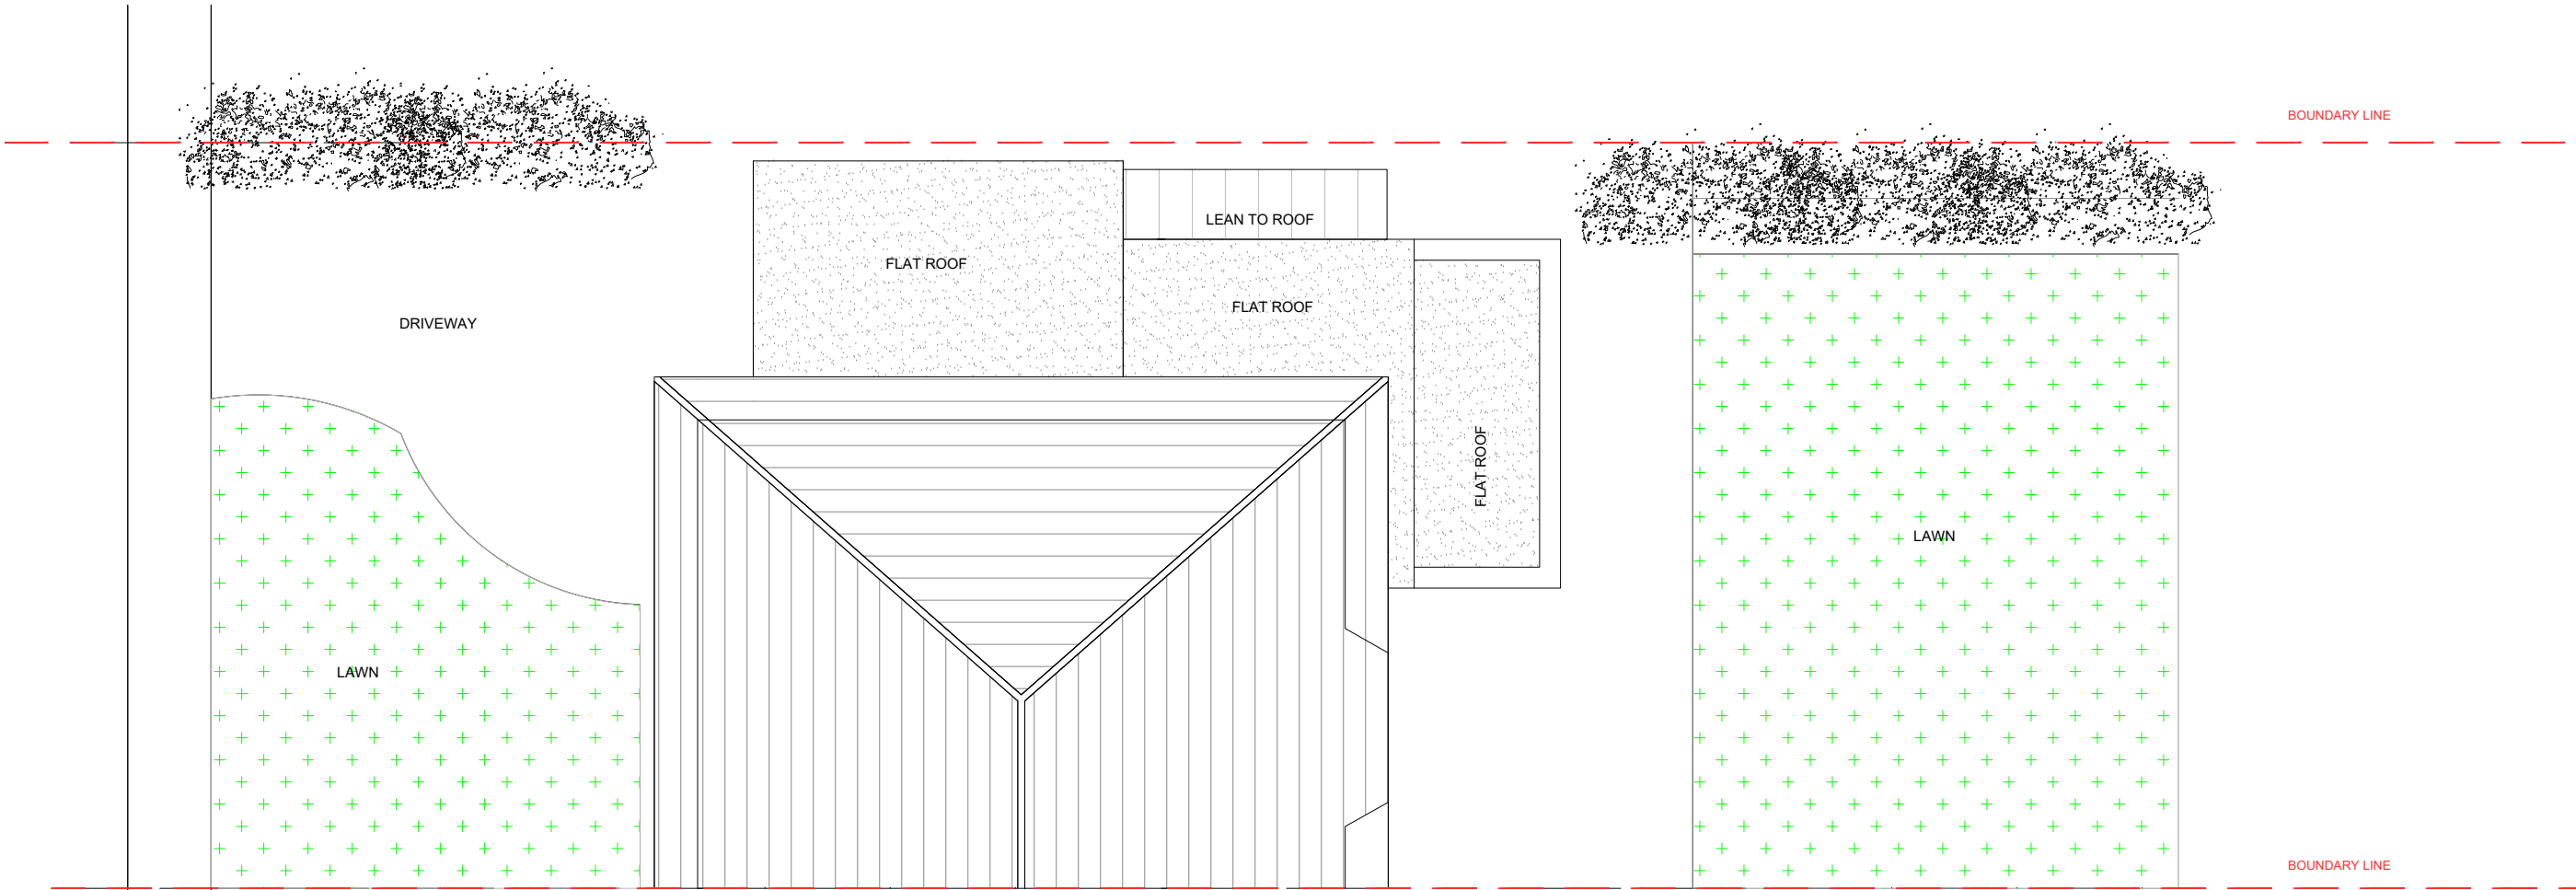 BOUNDARY LINE
LEAN TO ROOF
FLAT ROOF
FLAT ROOF
DRIVEWAY
FLAT ROOF
LAWN
LAWN
BOUNDARY LINE